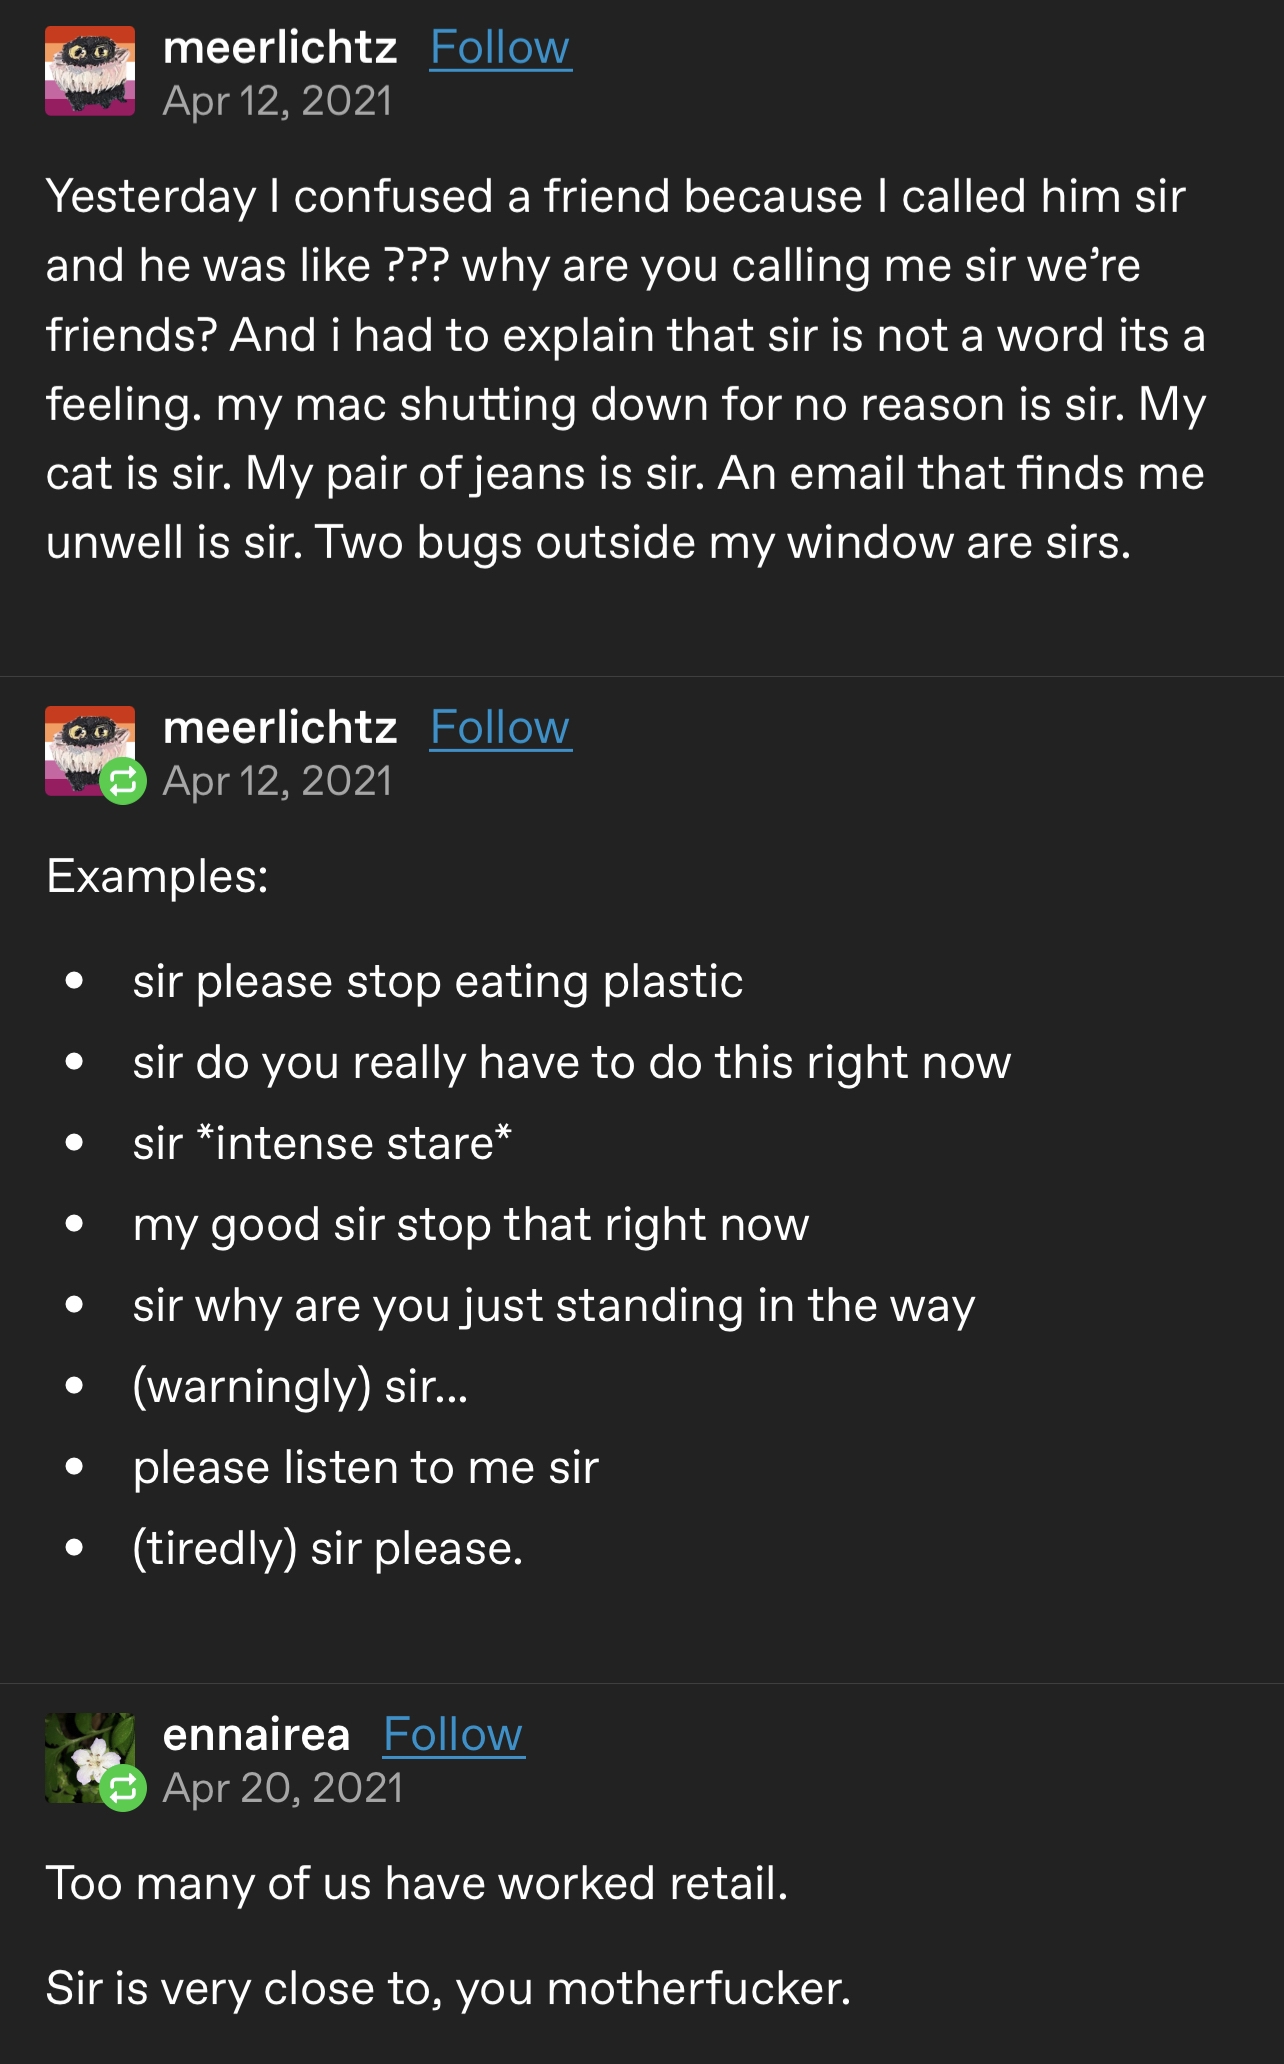 meerlichtz Follow
Apr 12, 2021
Yesterday I confused a friend because I called him sir
and he was like ??? why are you calling me sir we’re
friends? And i had to explain that sir is not a word its a
feeling. my mac shutting down for no reason is sir. My
cat is sir. My pair of jeans is sir. An email that finds me
unwell is sir. Two bugs outside my window are sirs.
meerlichtz Follow
Apr 12, 2021
Examples:
• sir please stop eating plastic
• sir do you really have to do this right now
• sir *intense stare*
• my good sir stop that right now
• sir why are you just standing in the way
• (warningly) sir...
• please listen to me sir
• (tiredly) sir please.
ennairea Follow
Apr 20, 2021
Too many of us have worked retail.
Sir is very close to, you motherfucker.